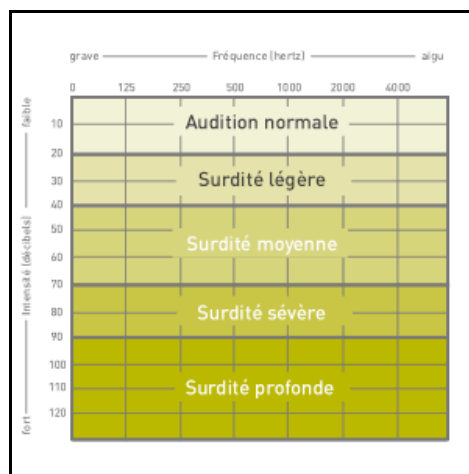 grave Fréquence (hertz) aigu
0 125 250 500 1000 2000 4000
faible
Intensité (décibels)
fort
10
20
30
40
50
60
70
80
90
100
110
120
Audition normale
Surdité légère
Surdité moyenne
Surdité sévère
Surdité profonde